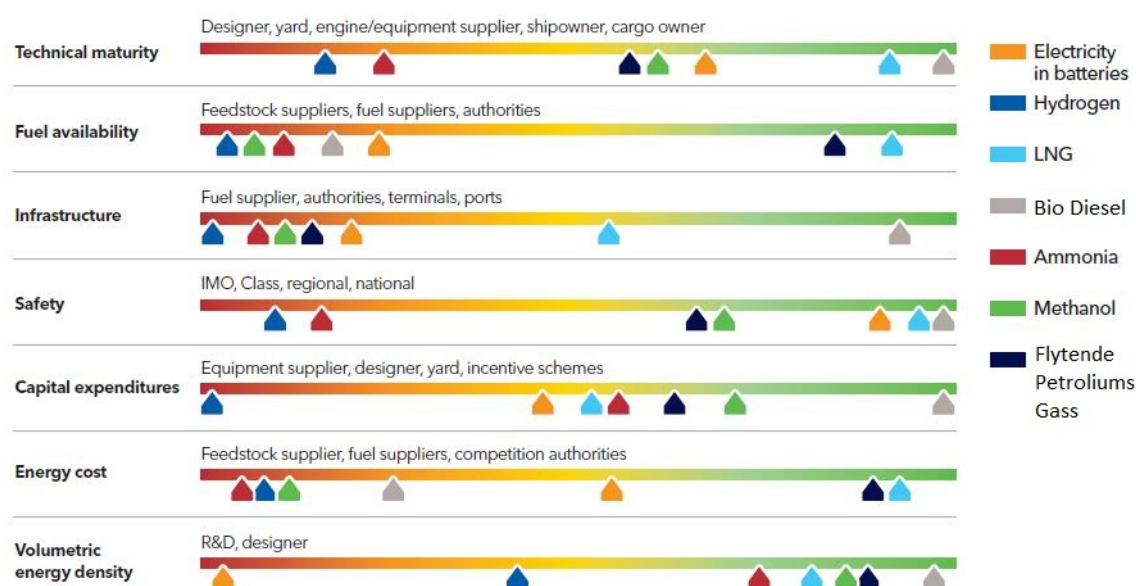 Designer, yard, engine/equipment supplier, shipowner, cargo owner
Technical maturity
Feedstock suppliers, fuel suppliers, authorities
Fuel availability
Fuel supplier, authorities, terminals, ports
Infrastructure
IMO, Class, regional, national
Safety
Equipment supplier, designer, yard, incentive schemes
Capital expenditures
Feedstock supplier, fuel suppliers, competition authorities
Energy cost
R&D, designer
Volumetric
energy density
Electricity
in batteries
Hydrogen
LNG
Bio Diesel
Ammonia
Methanol
Flytende
Petroliums
Gass